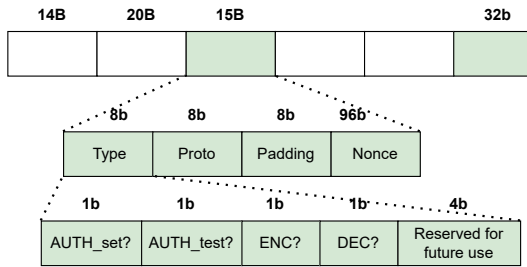 14B 20B 15B 32b
8b 8b 8b 96b
Type Proto Padding Nonce
1b 1b 1b 1b 4b
AUTH_set? AUTH_test? ENC? DEC? Reserved for
future use